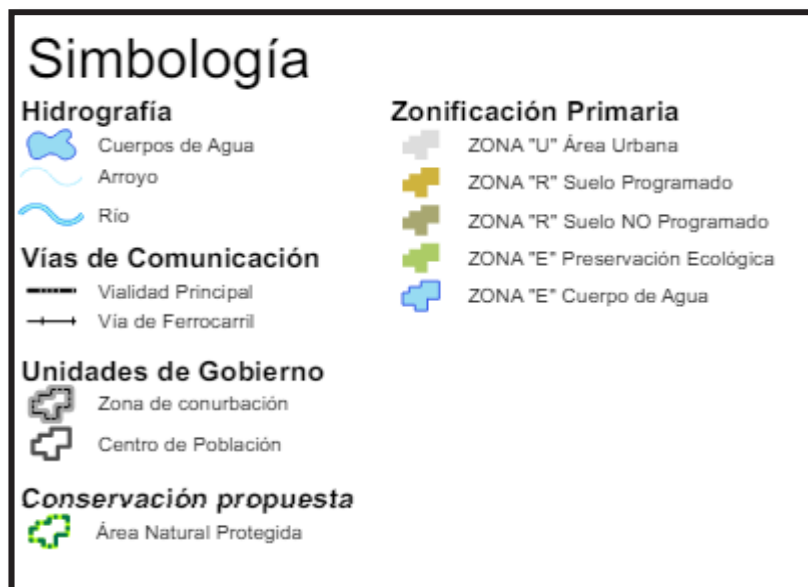 Simbología
Hidrografía
Cuerpos de Agua
Arroyo
Río
Vías de Comunicación
Vialidad Principal
Vía de Ferrocarril
Unidades de Gobierno
Zona de conurbación
Centro de Población
Conservación propuesta
Área Natural Protegida
Zonificación Primaria
ZONA "U" Área Urbana
ZONA "R" Suelo Programado
ZONA "R" Suelo NO Programado
ZONA "E" Preservación Ecológica
ZONA "E" Cuerpo de Agua